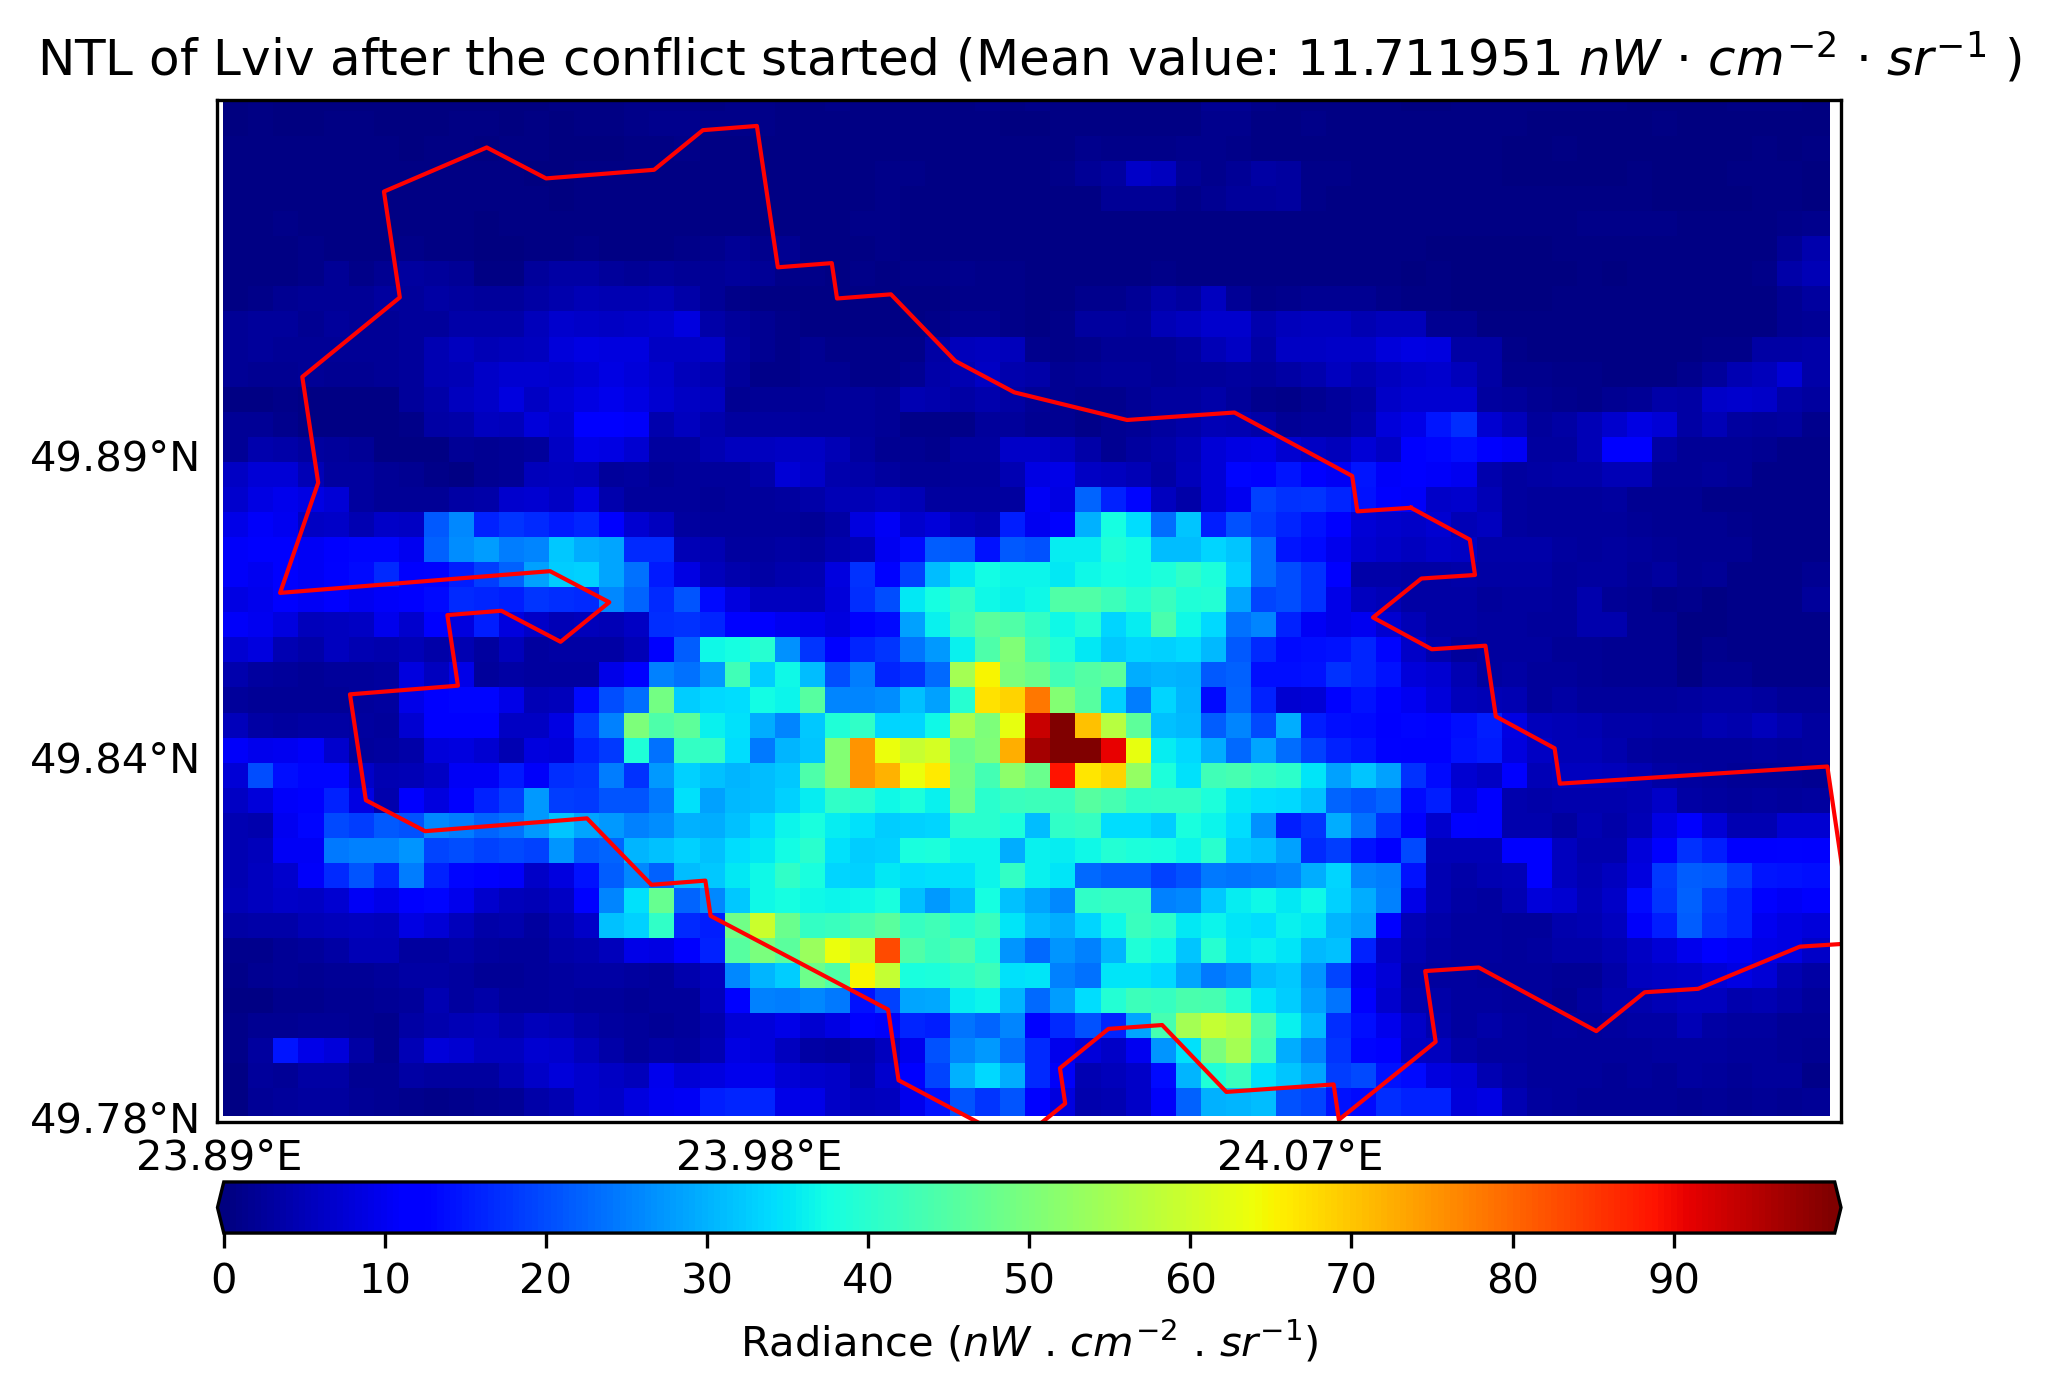 NTL of Lviv after the conflict started (Mean value: 11.711951 nW · cm⁻² · sr⁻¹ )
49.89°N
49.84°N
49.78°N
23.89°E 23.98°E 24.07°E
0 10 20 30 40 50 60 70 80 90
Radiance (nW . cm⁻² . sr⁻¹)